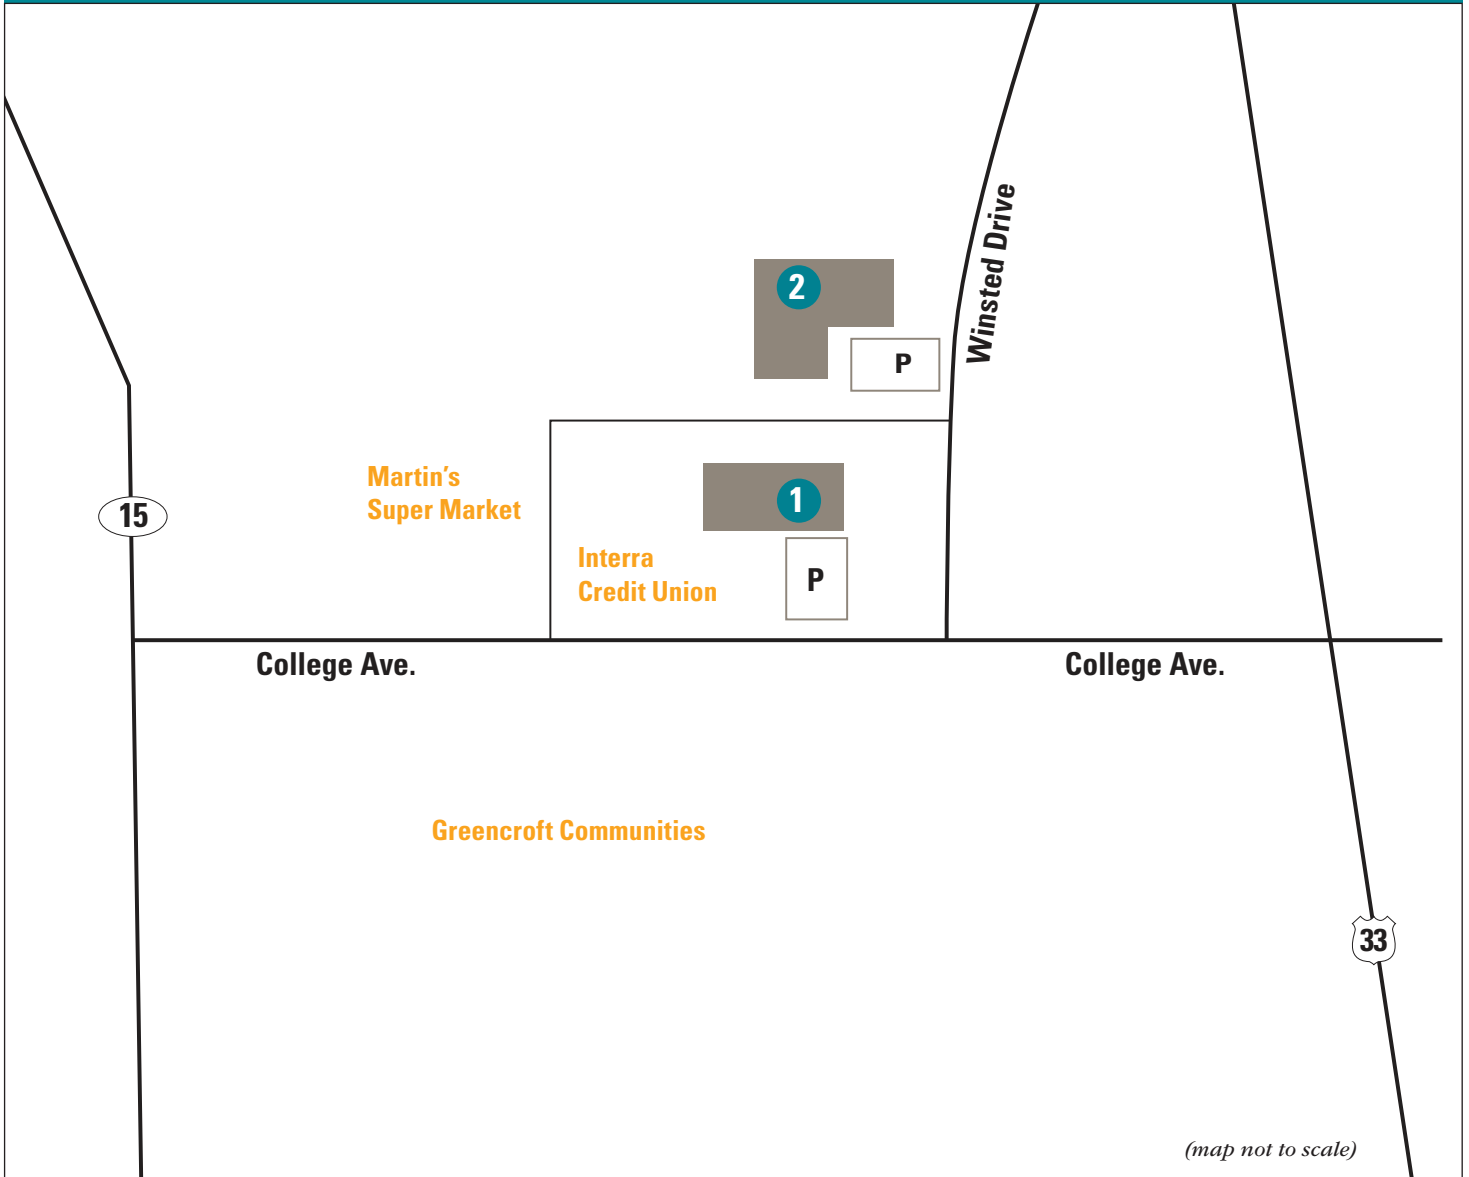 Winsted Drive
2
P
Martin's
Super Market
15
1
Interra
Credit Union
P
College Ave.
College Ave.
Greencroft Communities
33
(map not to scale)